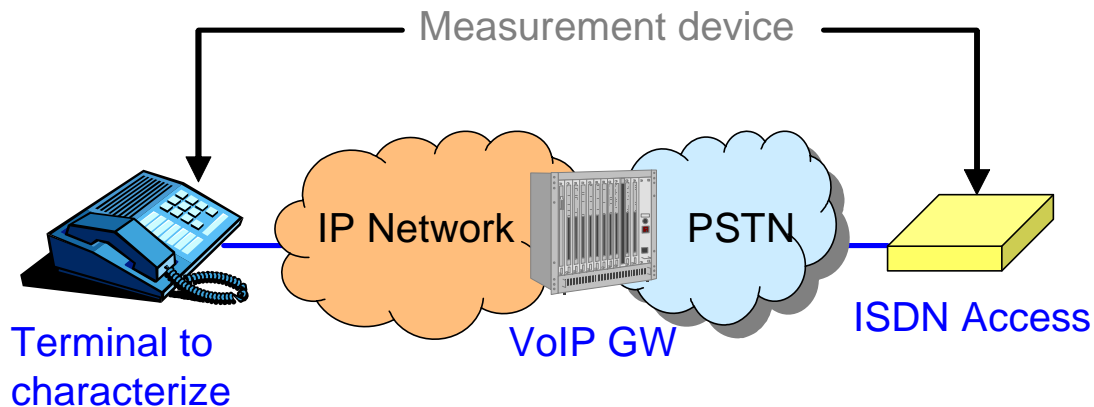 Measurement device
IP Network
PSTN
VoIP GW
ISDN Access
Terminal to
characterize